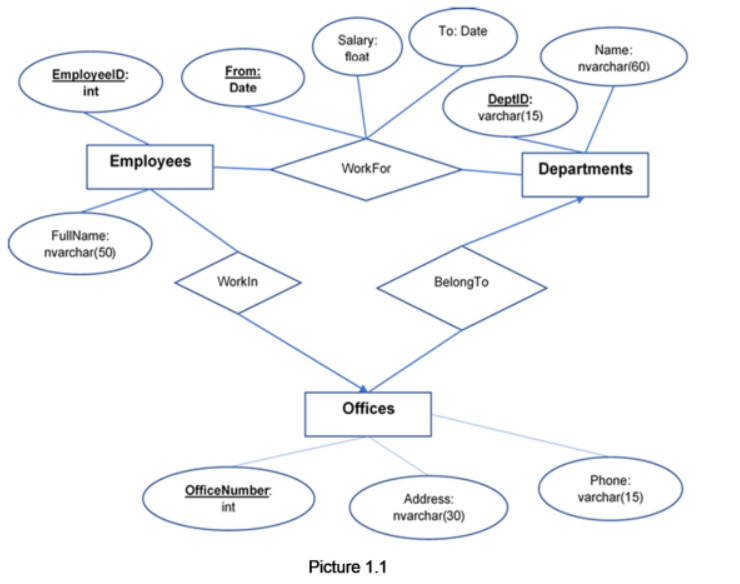 EmployeeID:
int
From:
Date
Salary:
float
To: Date
Name:
nvarchar(60)
DeptID:
varchar(15)
Employees
WorkFor
Departments
FullName:
nvarchar(50)
WorkIn
BelongTo
Offices
OfficeNumber:
int
Address:
nvarchar(30)
Phone:
varchar(15)
Picture 1.1